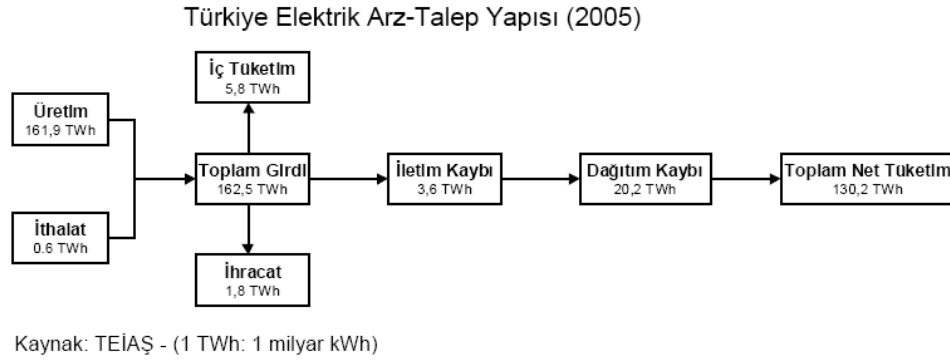 Türkiye Elektrik Arz-Talep Yapısı (2005)
İç Tüketim
5,8 TWh
Üretim
161,9 TWh
Toplam Girdi
162,5 TWh
İletim Kaybı
3,6 TWh
Dağıtım Kaybı
20,2 TWh
Toplam Net Tüketim
130,2 TWh
İthalat
0.6 TWh
İhracat
1,8 TWh
Kaynak: TEİAŞ - (1 TWh: 1 milyar kWh)